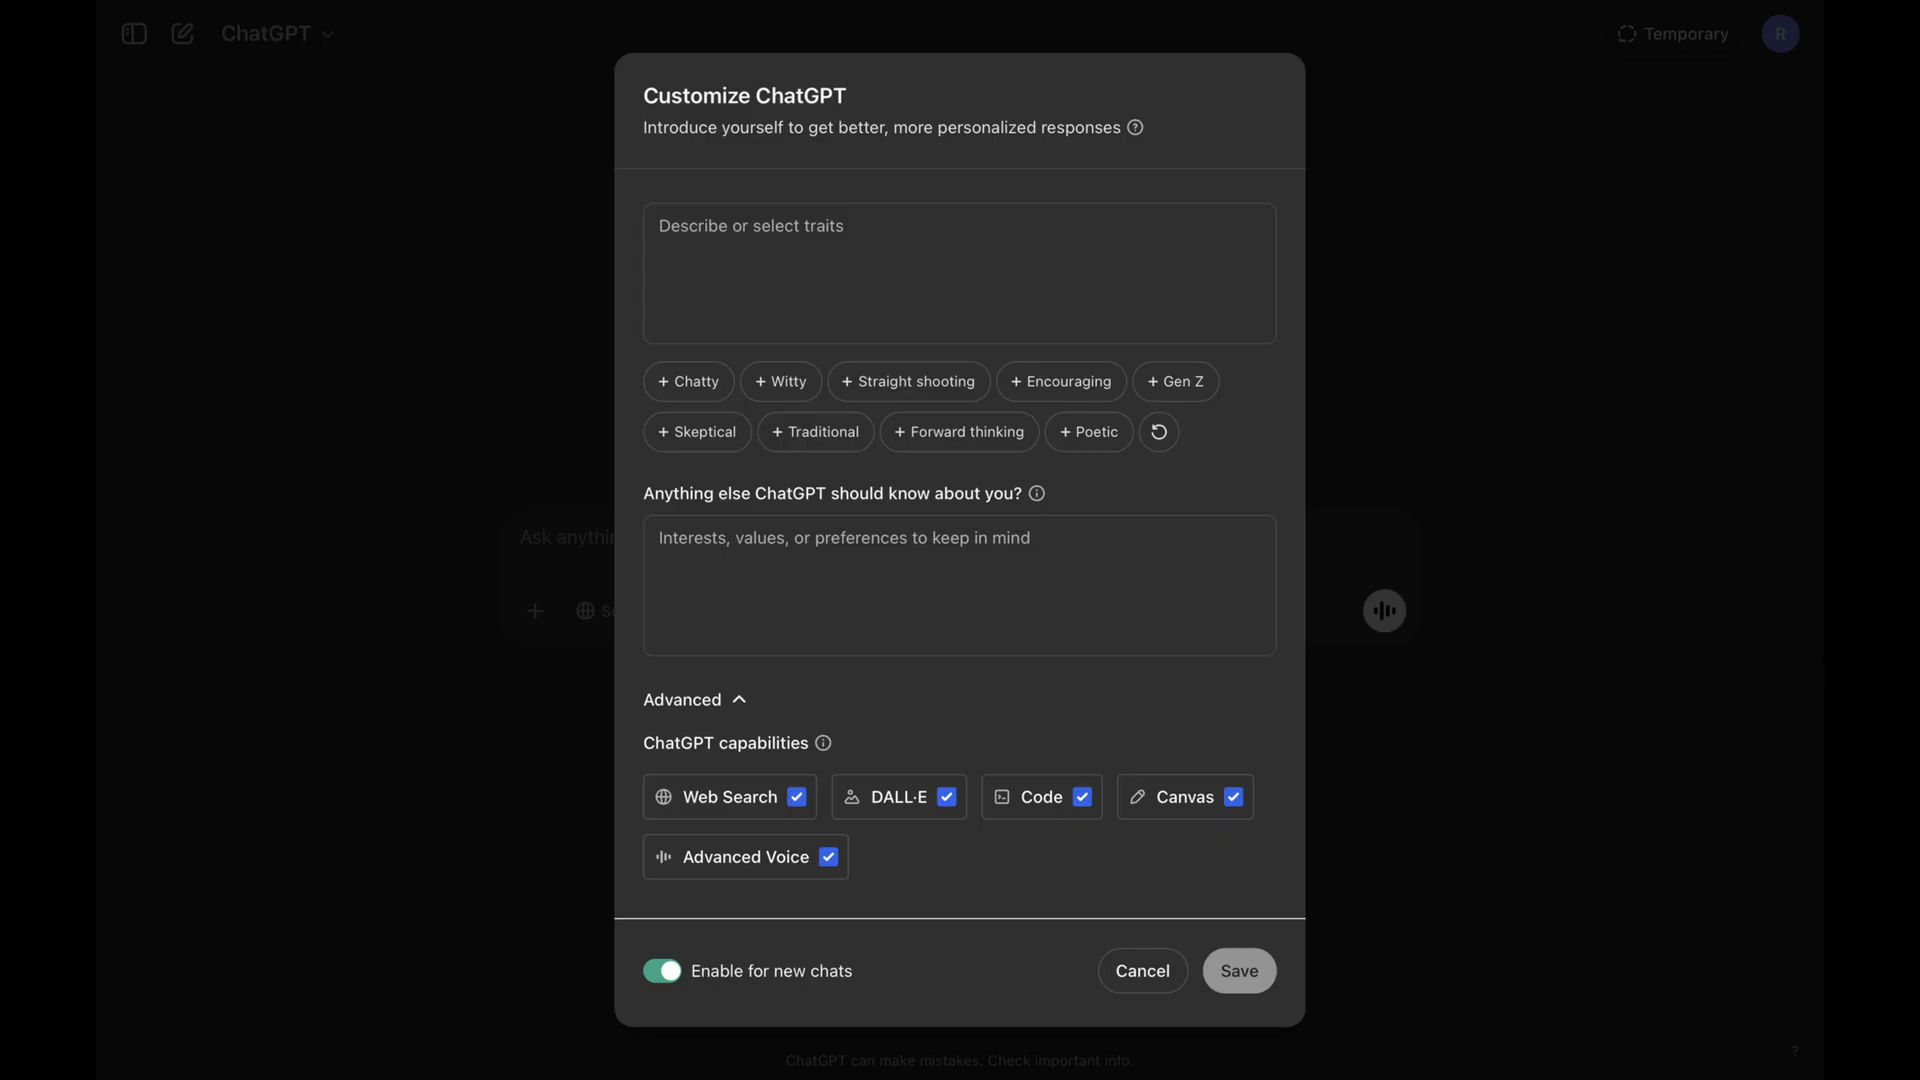 ChatGPT
Temporary
R
Customize ChatGPT
Introduce yourself to get better, more personalized responses
Describe or select traits
+ Chatty
+ Witty
+ Straight shooting
+ Encouraging
+ Gen Z
+ Skeptical
+ Traditional
+ Forward thinking
+ Poetic
Anything else ChatGPT should know about you?
Ask anythin
Interests, values, or preferences to keep in mind
Advanced
ChatGPT capabilities
Web Search
DALL·E
Code
Canvas
Advanced Voice
Enable for new chats
Cancel
Save
ChatGPT can make mistakes. Check important info.
?